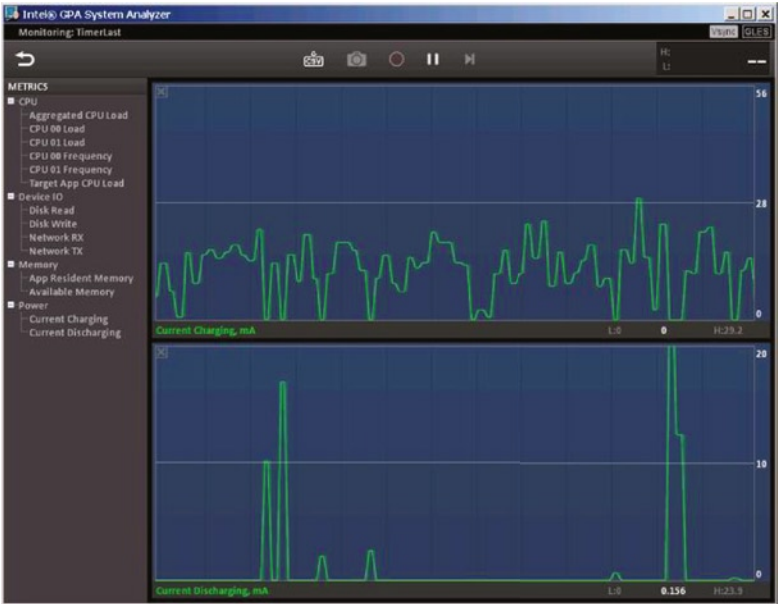 Intel® GPA System Analyzer
Monitoring: TimerLast
Vsync GLES
CSV
H:
L:
--
METRICS
CPU
Aggregated CPU Load
CPU 00 Load
CPU 01 Load
CPU 00 Frequency
CPU 01 Frequency
Target App CPU Load
Device IO
Disk Read
Disk Write
Network RX
Network TX
Memory
App Resident Memory
Available Memory
Power
Current Charging
Current Discharging
56
28
0
Current Charging, mA L:0 0 H:29.2
20
10
0
Current Discharging, mA L:0 0.156 H:23.9